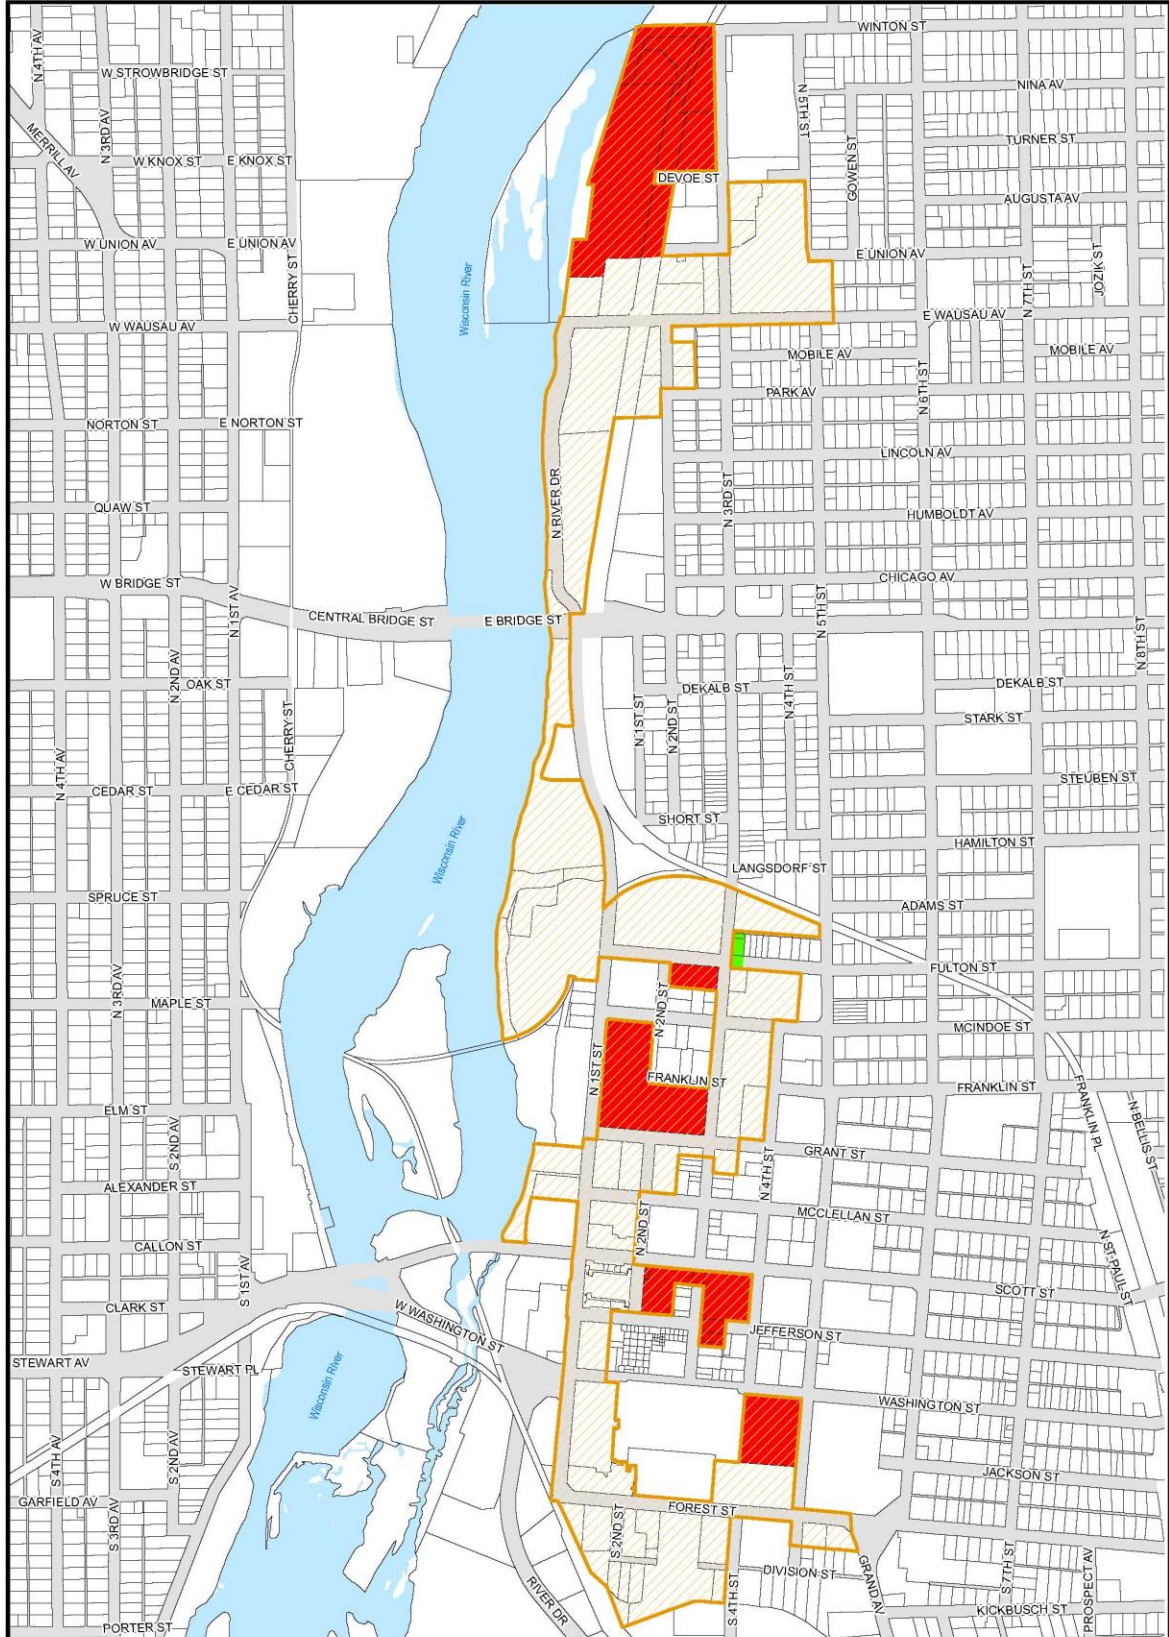 WINTON ST
N 4TH AV
W STROWBRIDGE ST
NINA AV
N 3RD AV
N 5TH ST
MERRILL AV
TURNER ST
GOWEN ST
W KNOX ST
E KNOX ST
DEVOE ST
AUGUSTA AV
W UNION AV
E UNION AV
E UNION AV
CHERRY ST
Wisconsin River
N 7TH ST
JOZIK ST
W WAUSAU AV
E WAUSAU AV
MOBILE AV
MOBILE AV
PARK AV
N 6TH ST
NORTON ST
E NORTON ST
LINCOLN AV
N RIVER DR
N 3RD ST
QUAW ST
HUMBOLDT AV
W BRIDGE ST
CHICAGO AV
N 1ST AV
CENTRAL BRIDGE ST
E BRIDGE ST
N 5TH ST
N 8TH ST
N 2ND AV
OAK ST
DEKALB ST
DEKALB ST
N 1ST ST
N 2ND ST
N 4TH ST
CHERRY ST
STARK ST
N 4TH AV
CEDAR ST
E CEDAR ST
STEUBEN ST
SHORT ST
Wisconsin River
HAMILTON ST
LANGSDORF ST
SPRUCE ST
ADAMS ST
N 3RD AV
FULTON ST
MAPLE ST
N 2ND ST
MCINDOE ST
N 1ST ST
FRANKLIN ST
FRANKLIN ST
FRANKLIN PL
N BELLIS ST
ELM ST
S 2ND AV
GRANT ST
N 4TH ST
ALEXANDER ST
MCCLELLAN ST
N 2ND ST
CALLON ST
S 1ST AV
N ST. PAUL ST
SCOTT ST
CLARK ST
W WASHINGTON ST
JEFFERSON ST
STEWART AV
STEWART PL
Wisconsin River
WASHINGTON ST
S 4TH AV
S 2ND AV
JACKSON ST
GARFIELD AV
S 3RD AV
FOREST ST
S 2ND ST
DIVISION ST
GRAND AV
S 7TH ST
PROSPECT AV
RIVER DR
S 4TH ST
KICKBUSCH ST
PORTER ST